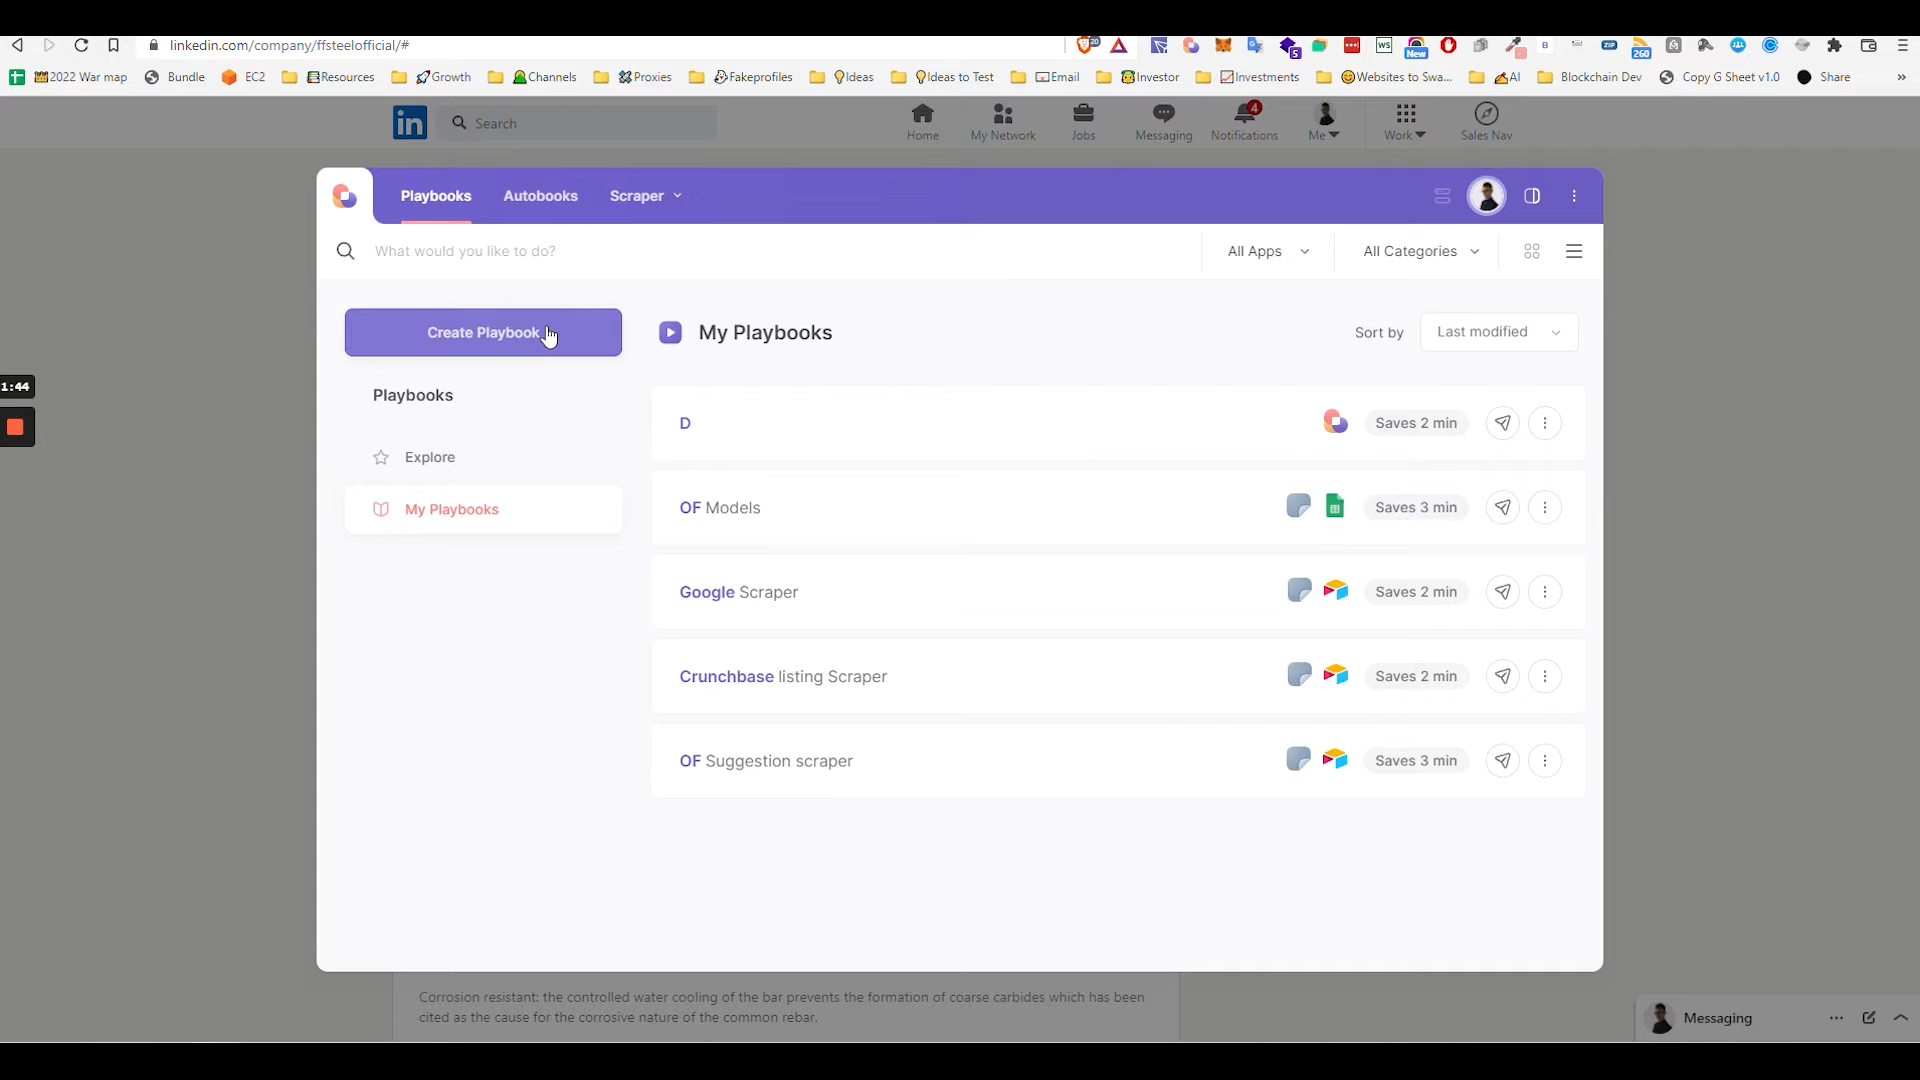 linkedin.com/company/ffsteelofficial/#
20
5
New
260
2022 War map Bundle EC2 Resources Growth Channels Proxies Fakeprofiles Ideas Ideas to Test Email Investor Investments Websites to Swa... AI Blockchain Dev Copy G Sheet v1.0 Share »
in Search Home My Network Jobs Messaging 4 Notifications Me Work Sales Nav
Playbooks Autobooks Scraper
What would you like to do? All Apps All Categories
Create Playbook
My Playbooks
Sort by Last modified
1:44
Playbooks
Explore
My Playbooks
D Saves 2 min
OF Models Saves 3 min
Google Scraper Saves 2 min
Crunchbase listing Scraper Saves 2 min
OF Suggestion scraper Saves 3 min
Corrosion resistant: the controlled water cooling of the bar prevents the formation of coarse carbides which has been
cited as the cause for the corrosive nature of the common rebar.
Messaging